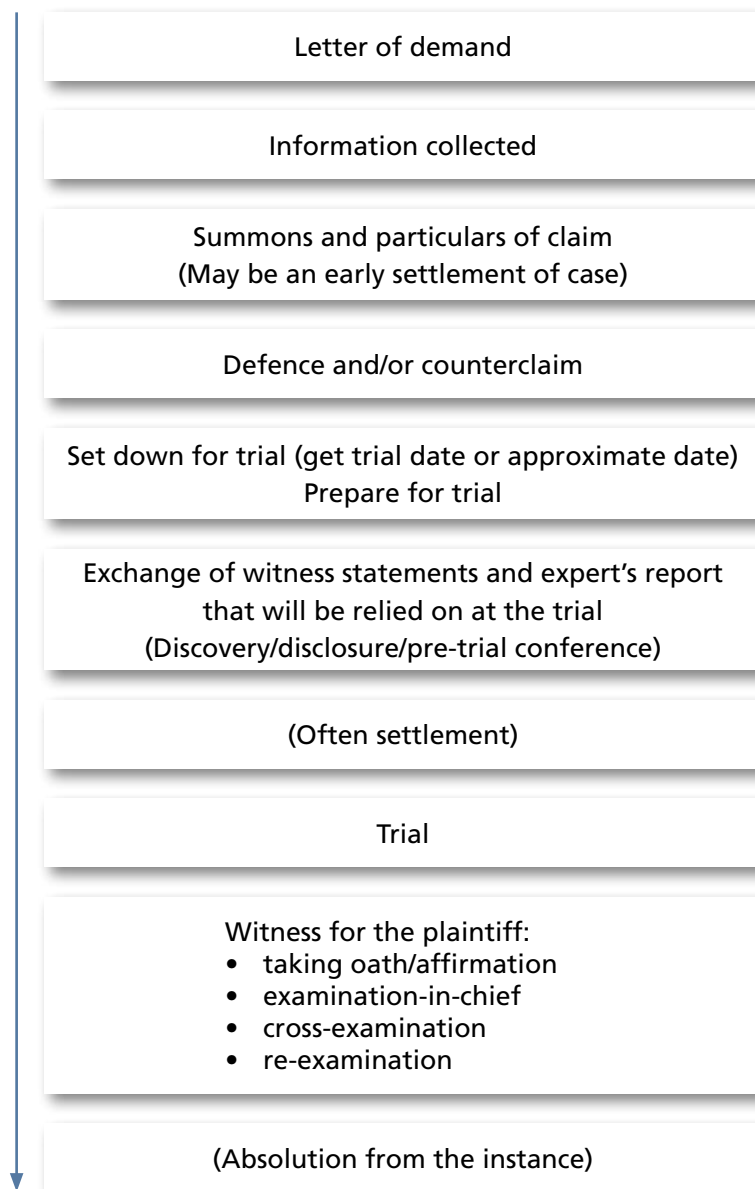 Letter of demand
Information collected
Summons and particulars of claim
(May be an early settlement of case)
Defence and/or counterclaim
Set down for trial (get trial date or approximate date)
Prepare for trial
Exchange of witness statements and expert’s report
that will be relied on at the trial
(Discovery/disclosure/pre-trial conference)
(Often settlement)
Trial
Witness for the plaintiff:
• taking oath/affirmation
• examination-in-chief
• cross-examination
• re-examination
(Absolution from the instance)